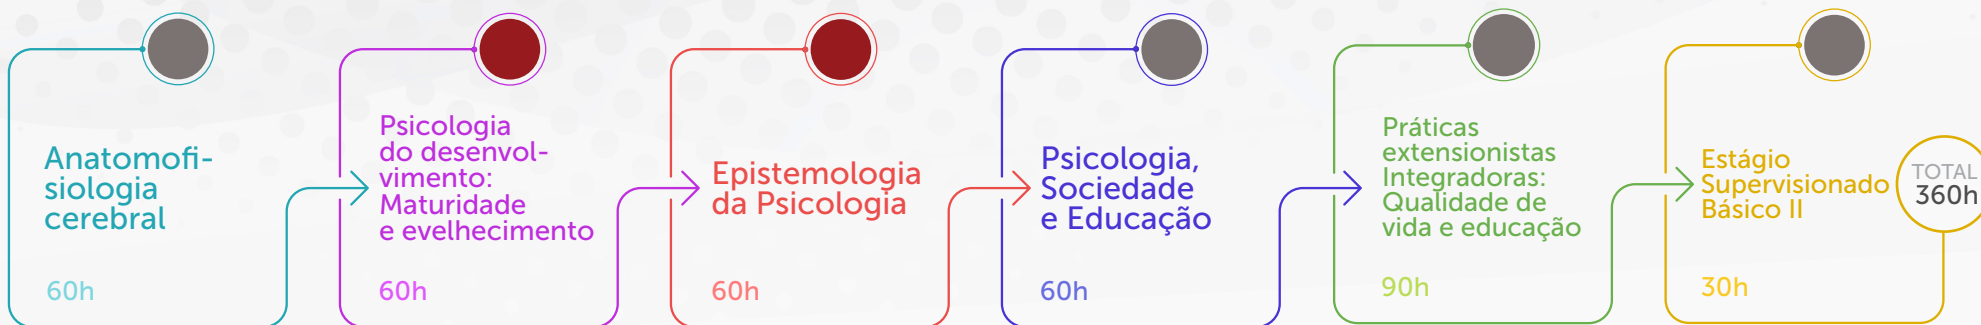 Anatomofi-
siologia
cerebral
60h
Psicologia
do desenvol-
vimento:
Maturidade
e evelhecimento
60h
Epistemologia
da Psicologia
60h
Psicologia,
Sociedade
e Educação
60h
Práticas
extensionistas
Integradoras:
Qualidade de
vida e educação
90h
Estágio
Supervisionado
Básico II
30h
TOTAL
360h